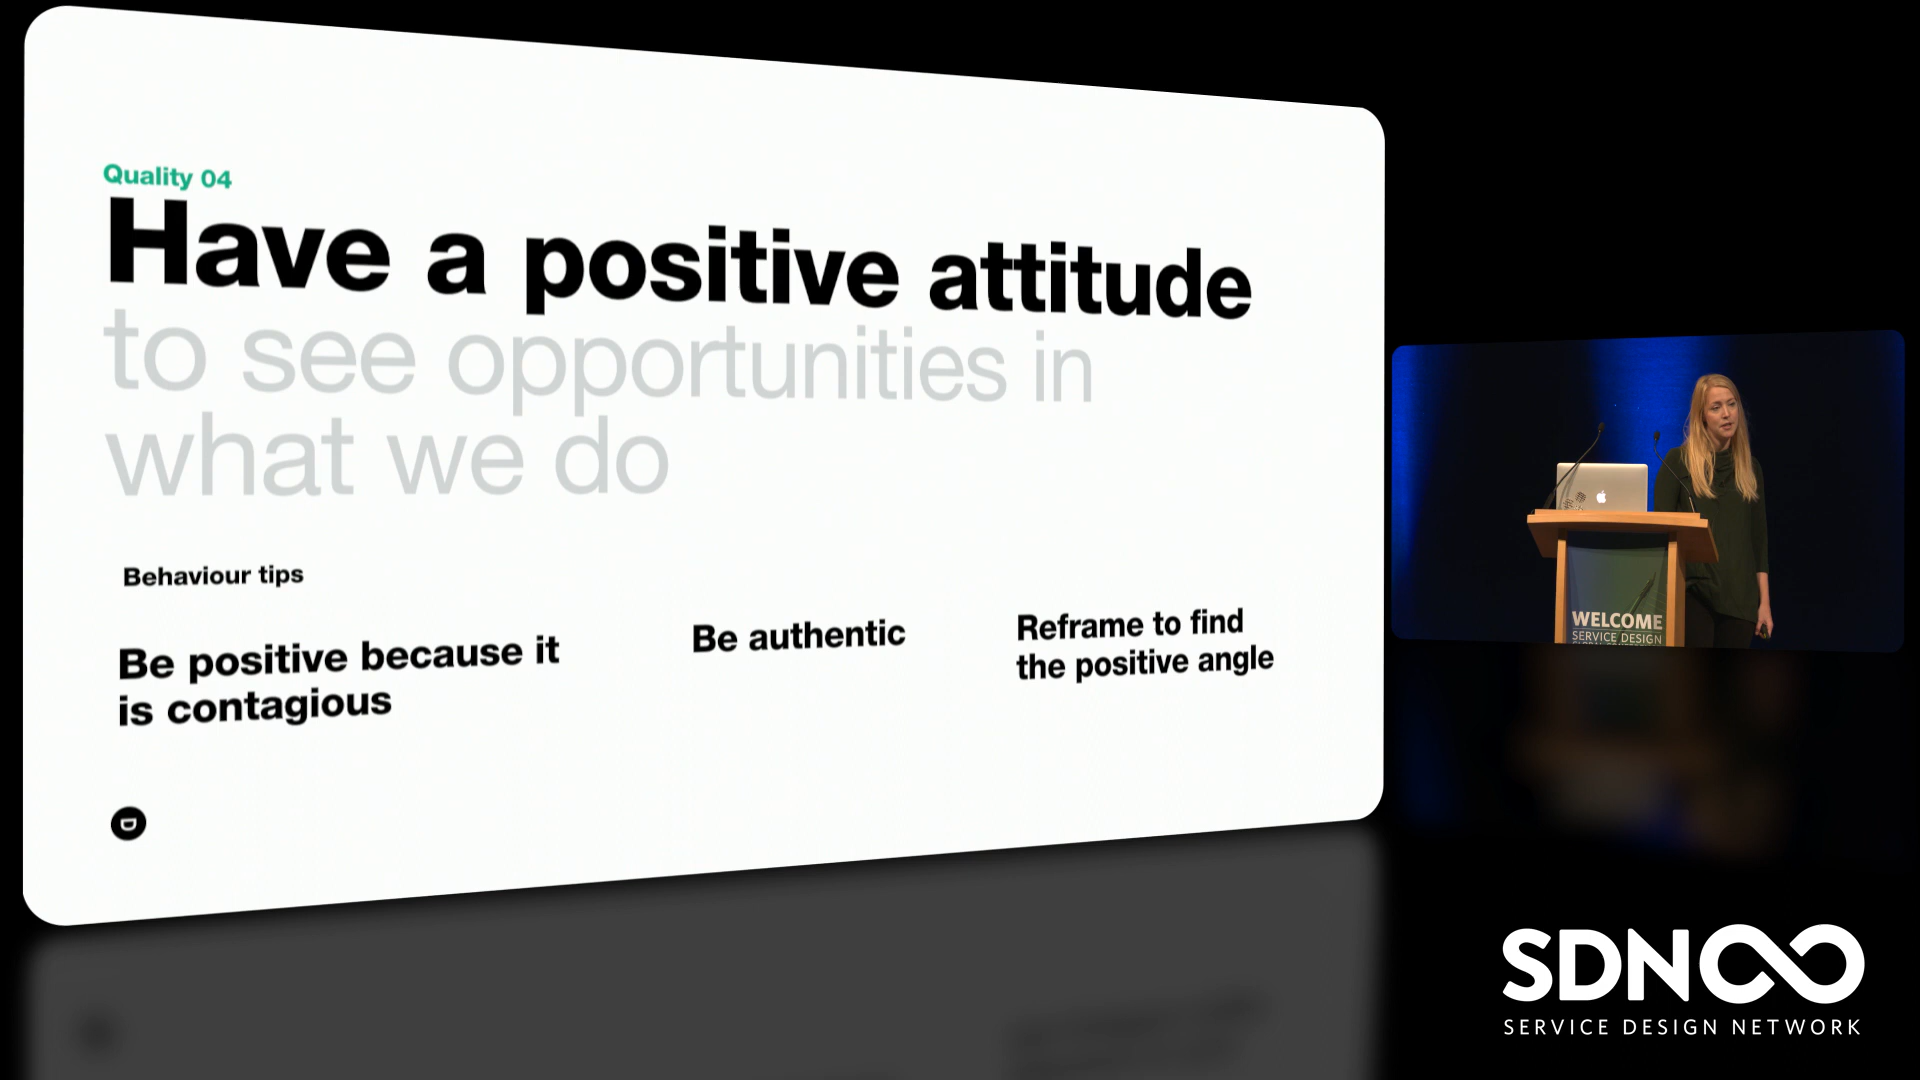 Quality 04
Have a positive attitude
to see opportunities in
what we do
Behaviour tips
Be positive because it
is contagious
Be authentic
Reframe to find
the positive angle
D
WELCOME
SERVICE DESIGN
SDN
SERVICE DESIGN NETWORK